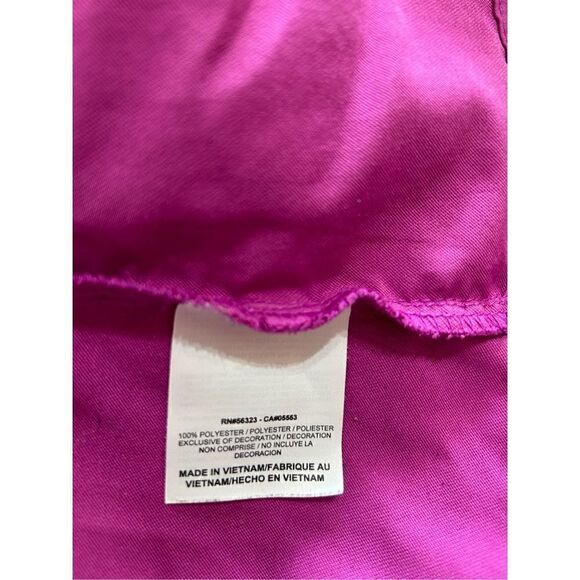 RN#56323 - CA#05553
100% POLYESTER / POLYESTER / POLIESTER
EXCLUSIVE OF DECORATION / DECORATION
NON COMPRISE / NO INCLUYE LA
DECORACION
MADE IN VIETNAM/FABRIQUE AU
VIETNAM/HECHO EN VIETNAM